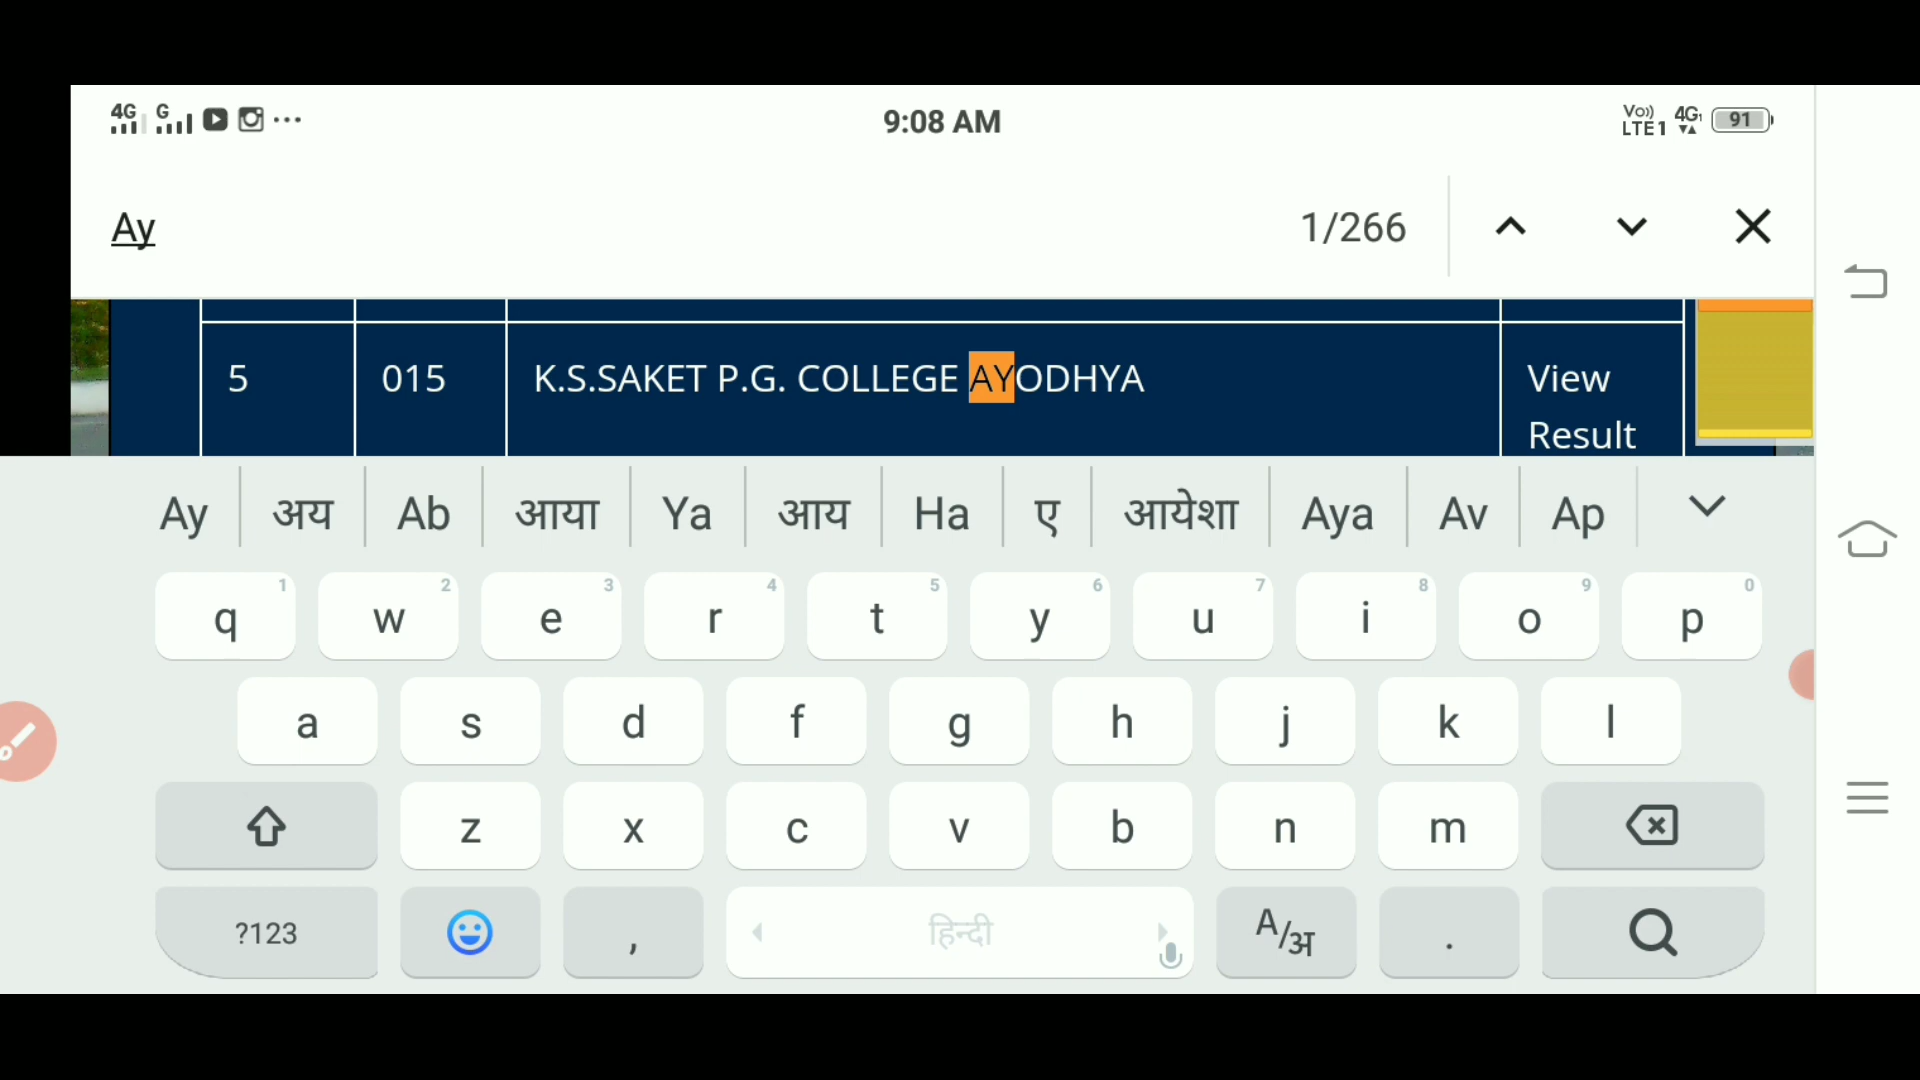 4G G 9:08 AM Vo)) LTE 1 4G 91
Ay 1/266
5 015 K.S.SAKET P.G. COLLEGE AYODHYA View
Result
Ay अय Ab आया Ya आय Ha ए आयेशा Aya Av Ap
q 1 w 2 e 3 r 4 t 5 y 6 u 7 i 8 o 9 p 0
a s d f g h j k l
z x c v b n m
?123 , हिन्दी A/अ .